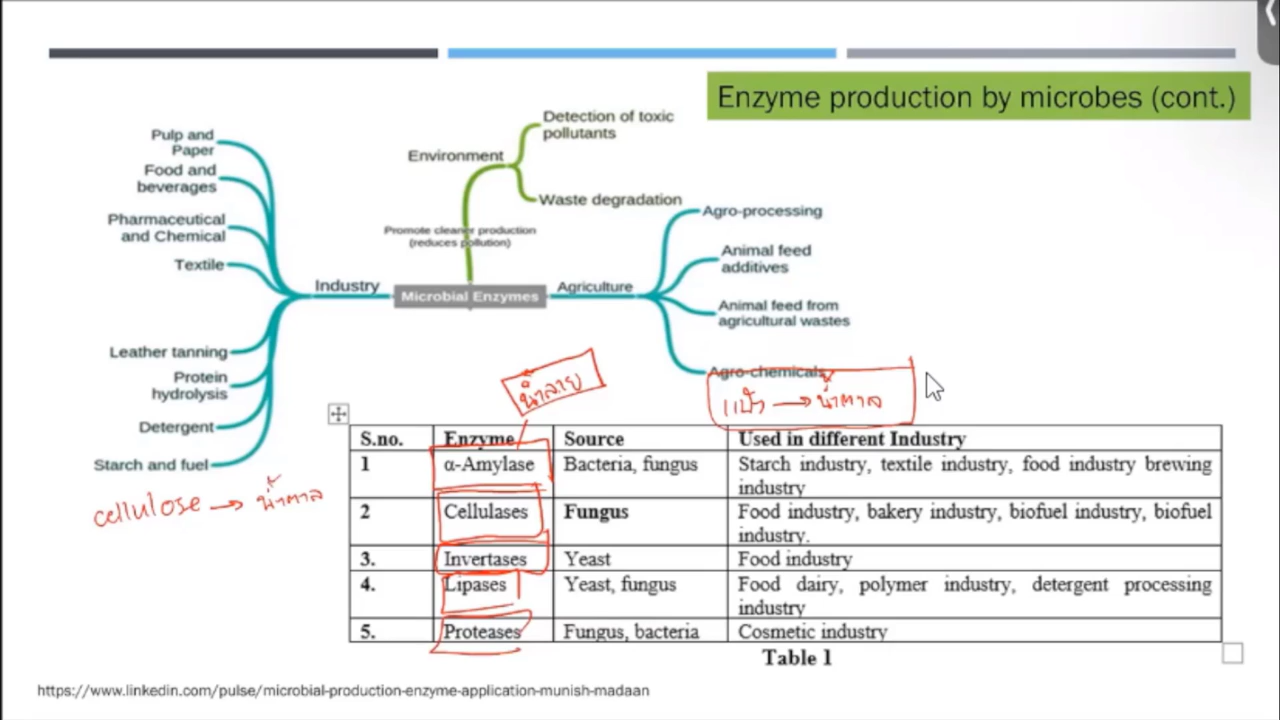 Enzyme production by microbes (cont.)
Detection of toxic
pollutants
Environment
Waste degradation
Promote cleaner production
(reduces pollution)
Pulp and
Paper
Food and
beverages
Pharmaceutical
and Chemical
Textile
Industry
Leather tanning
Protein
hydrolysis
Detergent
Starch and fuel
Microbial Enzymes
Agriculture
Agro-processing
Animal feed
additives
Animal feed from
agricultural wastes
Agro-chemicals
น้ำลาย
แป้ง → น้ำตาล
cellulose → น้ำตาล
S.no. Enzyme Source Used in different Industry
1 α-Amylase Bacteria, fungus Starch industry, textile industry, food industry brewing
industry
2 Cellulases Fungus Food industry, bakery industry, biofuel industry, biofuel
industry.
3. Invertases Yeast Food industry
4. Lipases Yeast, fungus Food dairy, polymer industry, detergent processing
industry
5. Proteases Fungus, bacteria Cosmetic industry
Table 1
https://www.linkedin.com/pulse/microbial-production-enzyme-application-munish-madaan